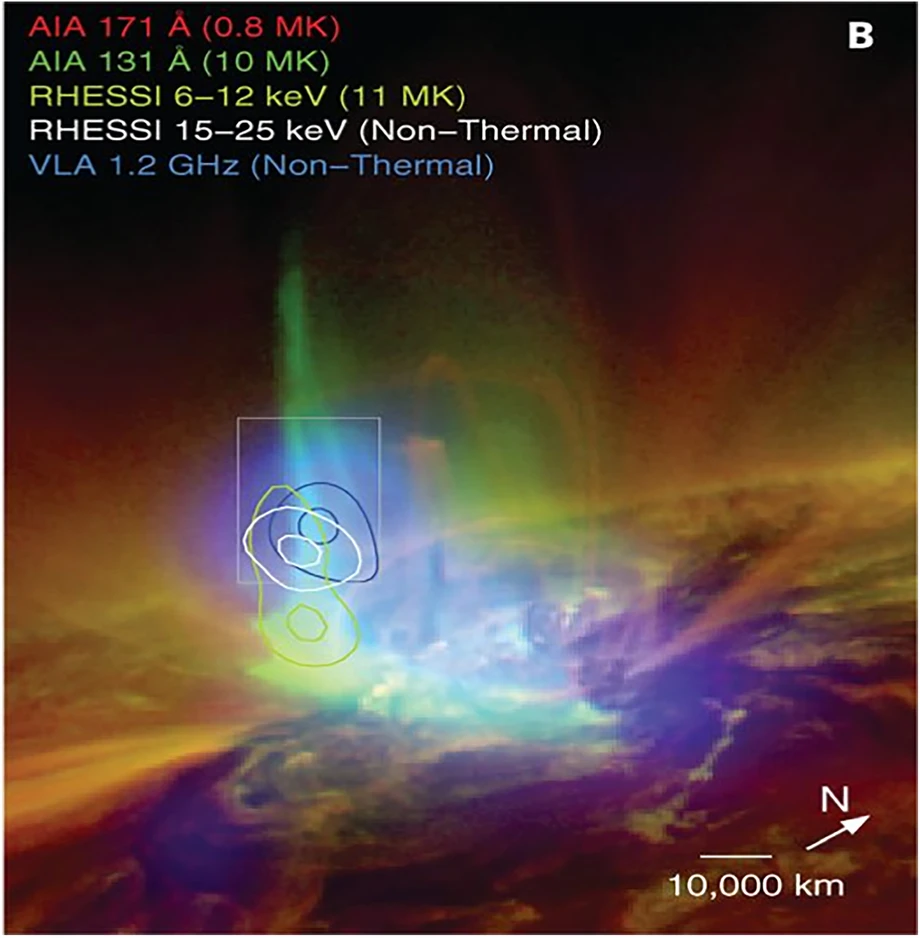 AIA 171 Å (0.8 MK)
B
AIA 131 Å (10 MK)
RHESSI 6–12 keV (11 MK)
RHESSI 15–25 keV (Non–Thermal)
VLA 1.2 GHz (Non–Thermal)
N
10,000 km